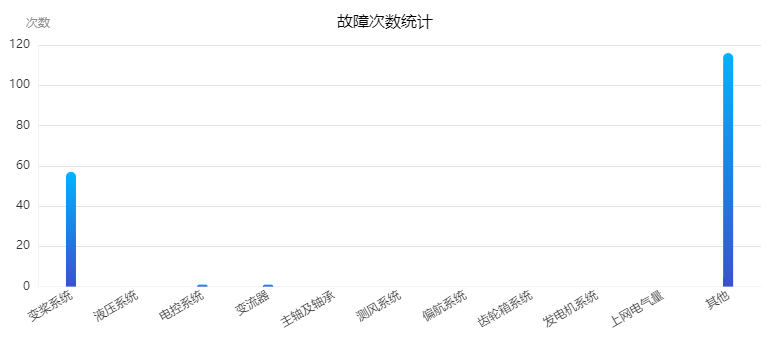 次数
故障次数统计
120
100
80
60
40
20
0
变桨系统
液压系统
电控系统
变流器
主轴及轴承
测风系统
偏航系统
齿轮箱系统
发电机系统
上网电气量
其他